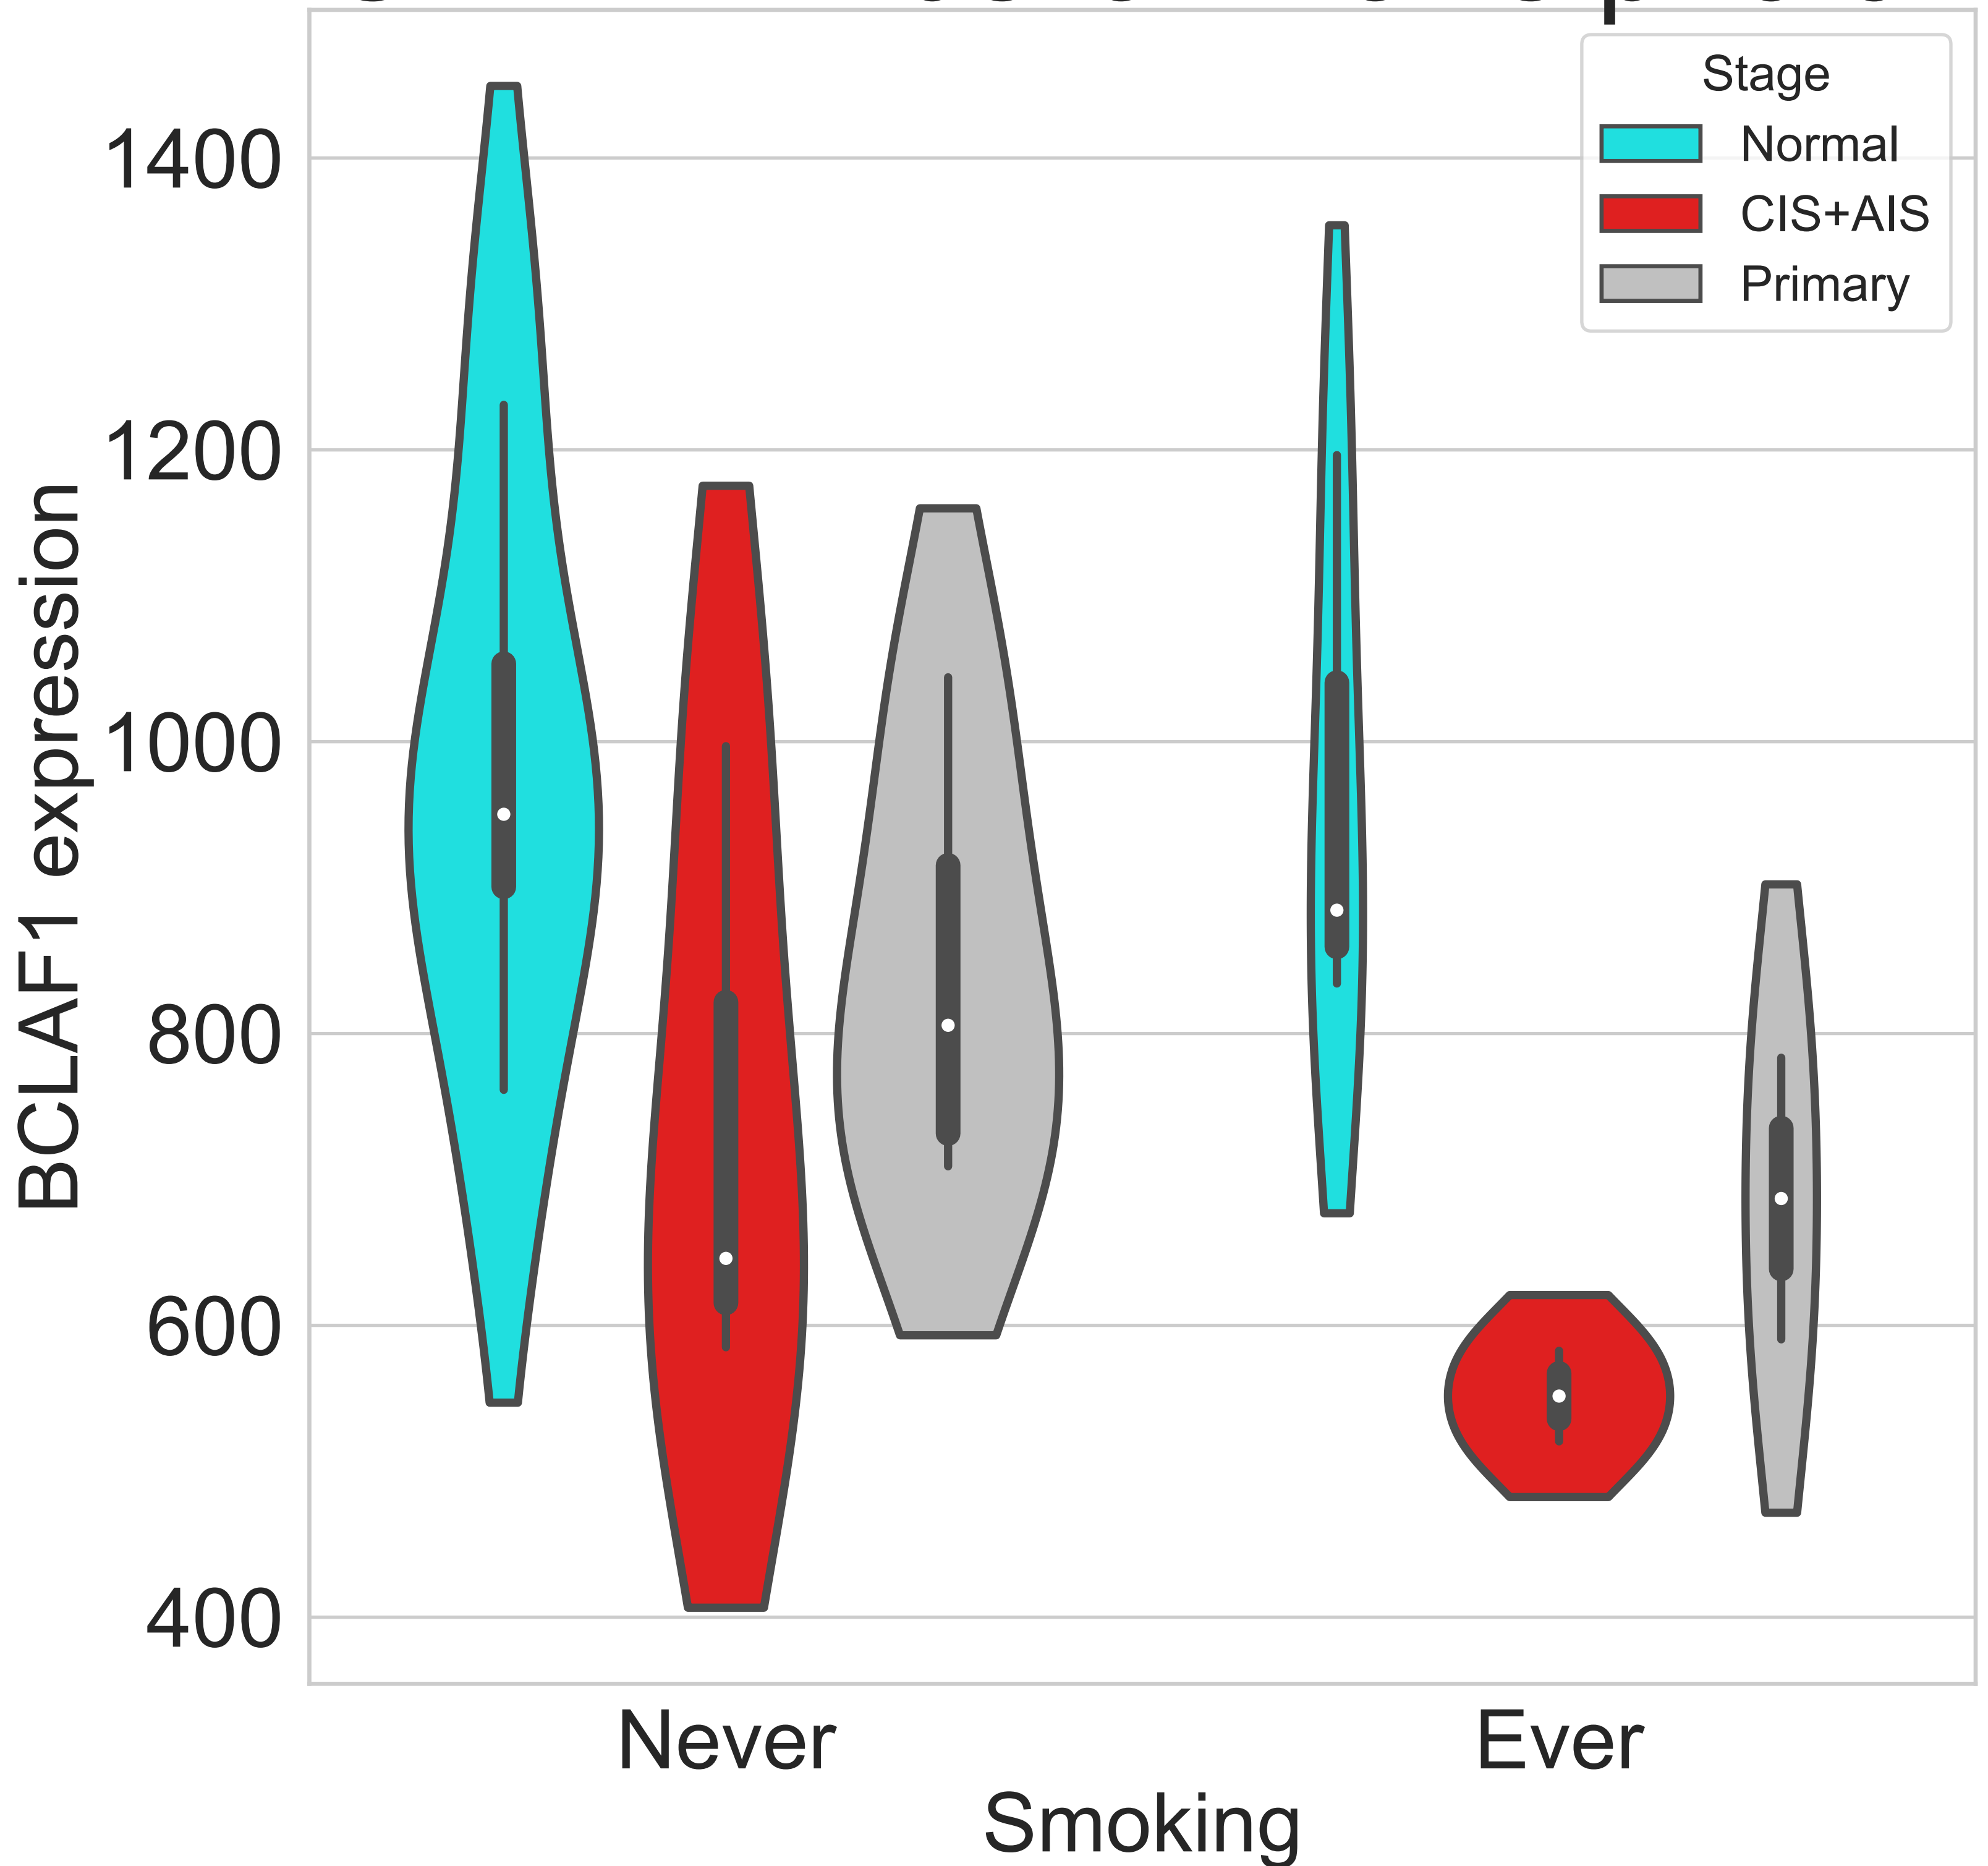 Stage
Normal
CIS+AIS
Primary
1400
1200
1000
800
600
400
BCLAF1 expression
Never
Ever
Smoking